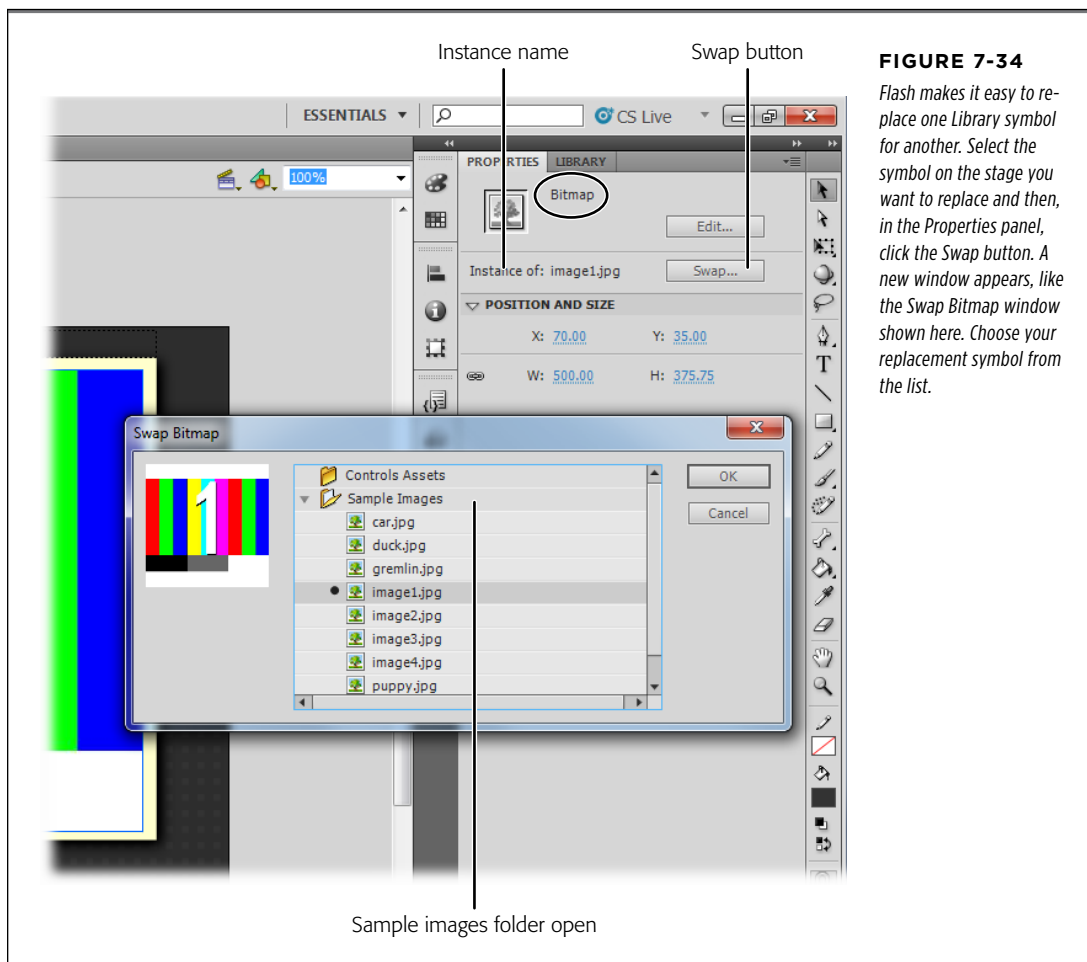 Instance name
Swap button
FIGURE 7-34
Flash makes it easy to re-
place one Library symbol
for another. Select the
symbol on the stage you
want to replace and then,
in the Properties panel,
click the Swap button. A
new window appears, like
the Swap Bitmap window
shown here. Choose your
replacement symbol from
the list.
ESSENTIALS
CS Live
PROPERTIES LIBRARY
100%
Bitmap
Edit...
Instance of: image1.jpg
Swap...
POSITION AND SIZE
X: 70.00 Y: 35.00
W: 500.00 H: 375.75
T
Swap Bitmap
1
Controls Assets
Sample Images
car.jpg
duck.jpg
gremlin.jpg
image1.jpg
image2.jpg
image3.jpg
image4.jpg
puppy.jpg
OK
Cancel
Sample images folder open